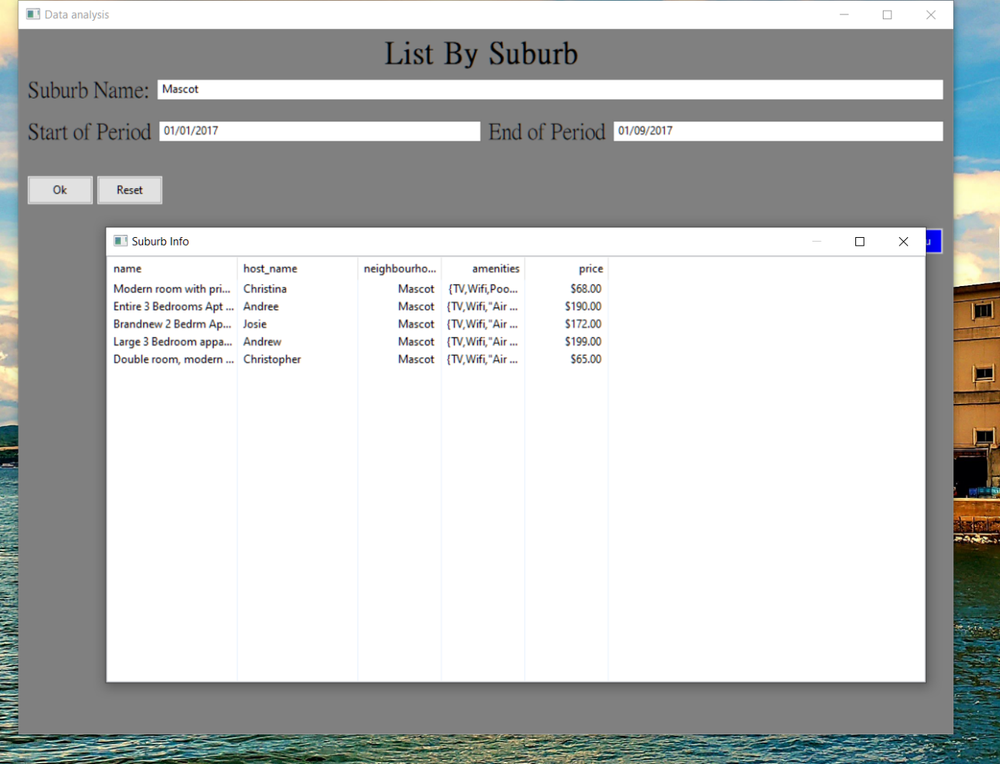 Data analysis
List By Suburb
Suburb Name: Mascot
Start of Period 01/01/2017 End of Period 01/09/2017
Ok Reset
Suburb Info
name host_name neighbourho... amenities price
Modern room with pri... Christina Mascot {TV,Wifi,Poo... $68.00
Entire 3 Bedrooms Apt ... Andree Mascot {TV,Wifi,"Air ... $190.00
Brandnew 2 Bedrm Ap... Josie Mascot {TV,Wifi,"Air ... $172.00
Large 3 Bedroom appa... Andrew Mascot {TV,Wifi,"Air ... $199.00
Double room, modern ... Christopher Mascot {TV,Wifi,"Air ... $65.00